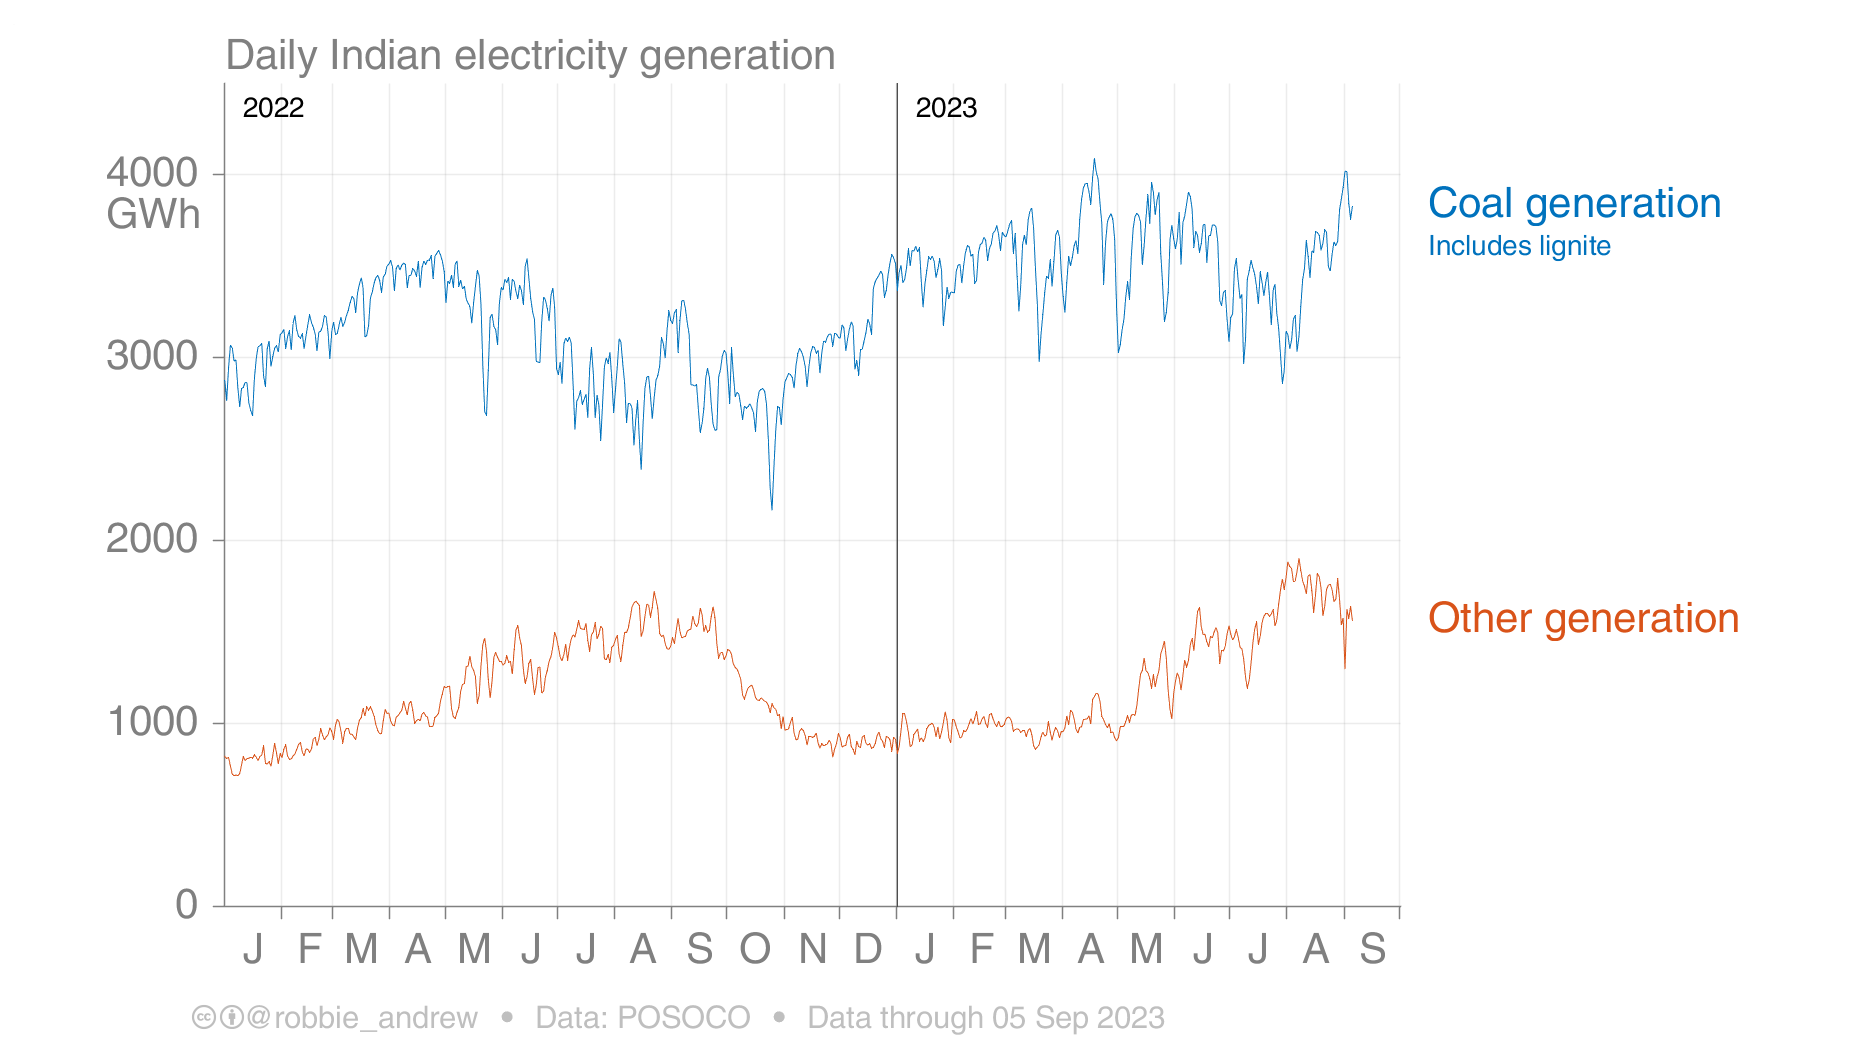 Daily Indian electricity generation
2022
2023
4000
GWh
3000
2000
1000
0
Coal generation
Includes lignite
Other generation
J F M A M J J A S O N D J F M A M J J A S
cc @robbie_andrew • Data: POSOCO • Data through 05 Sep 2023